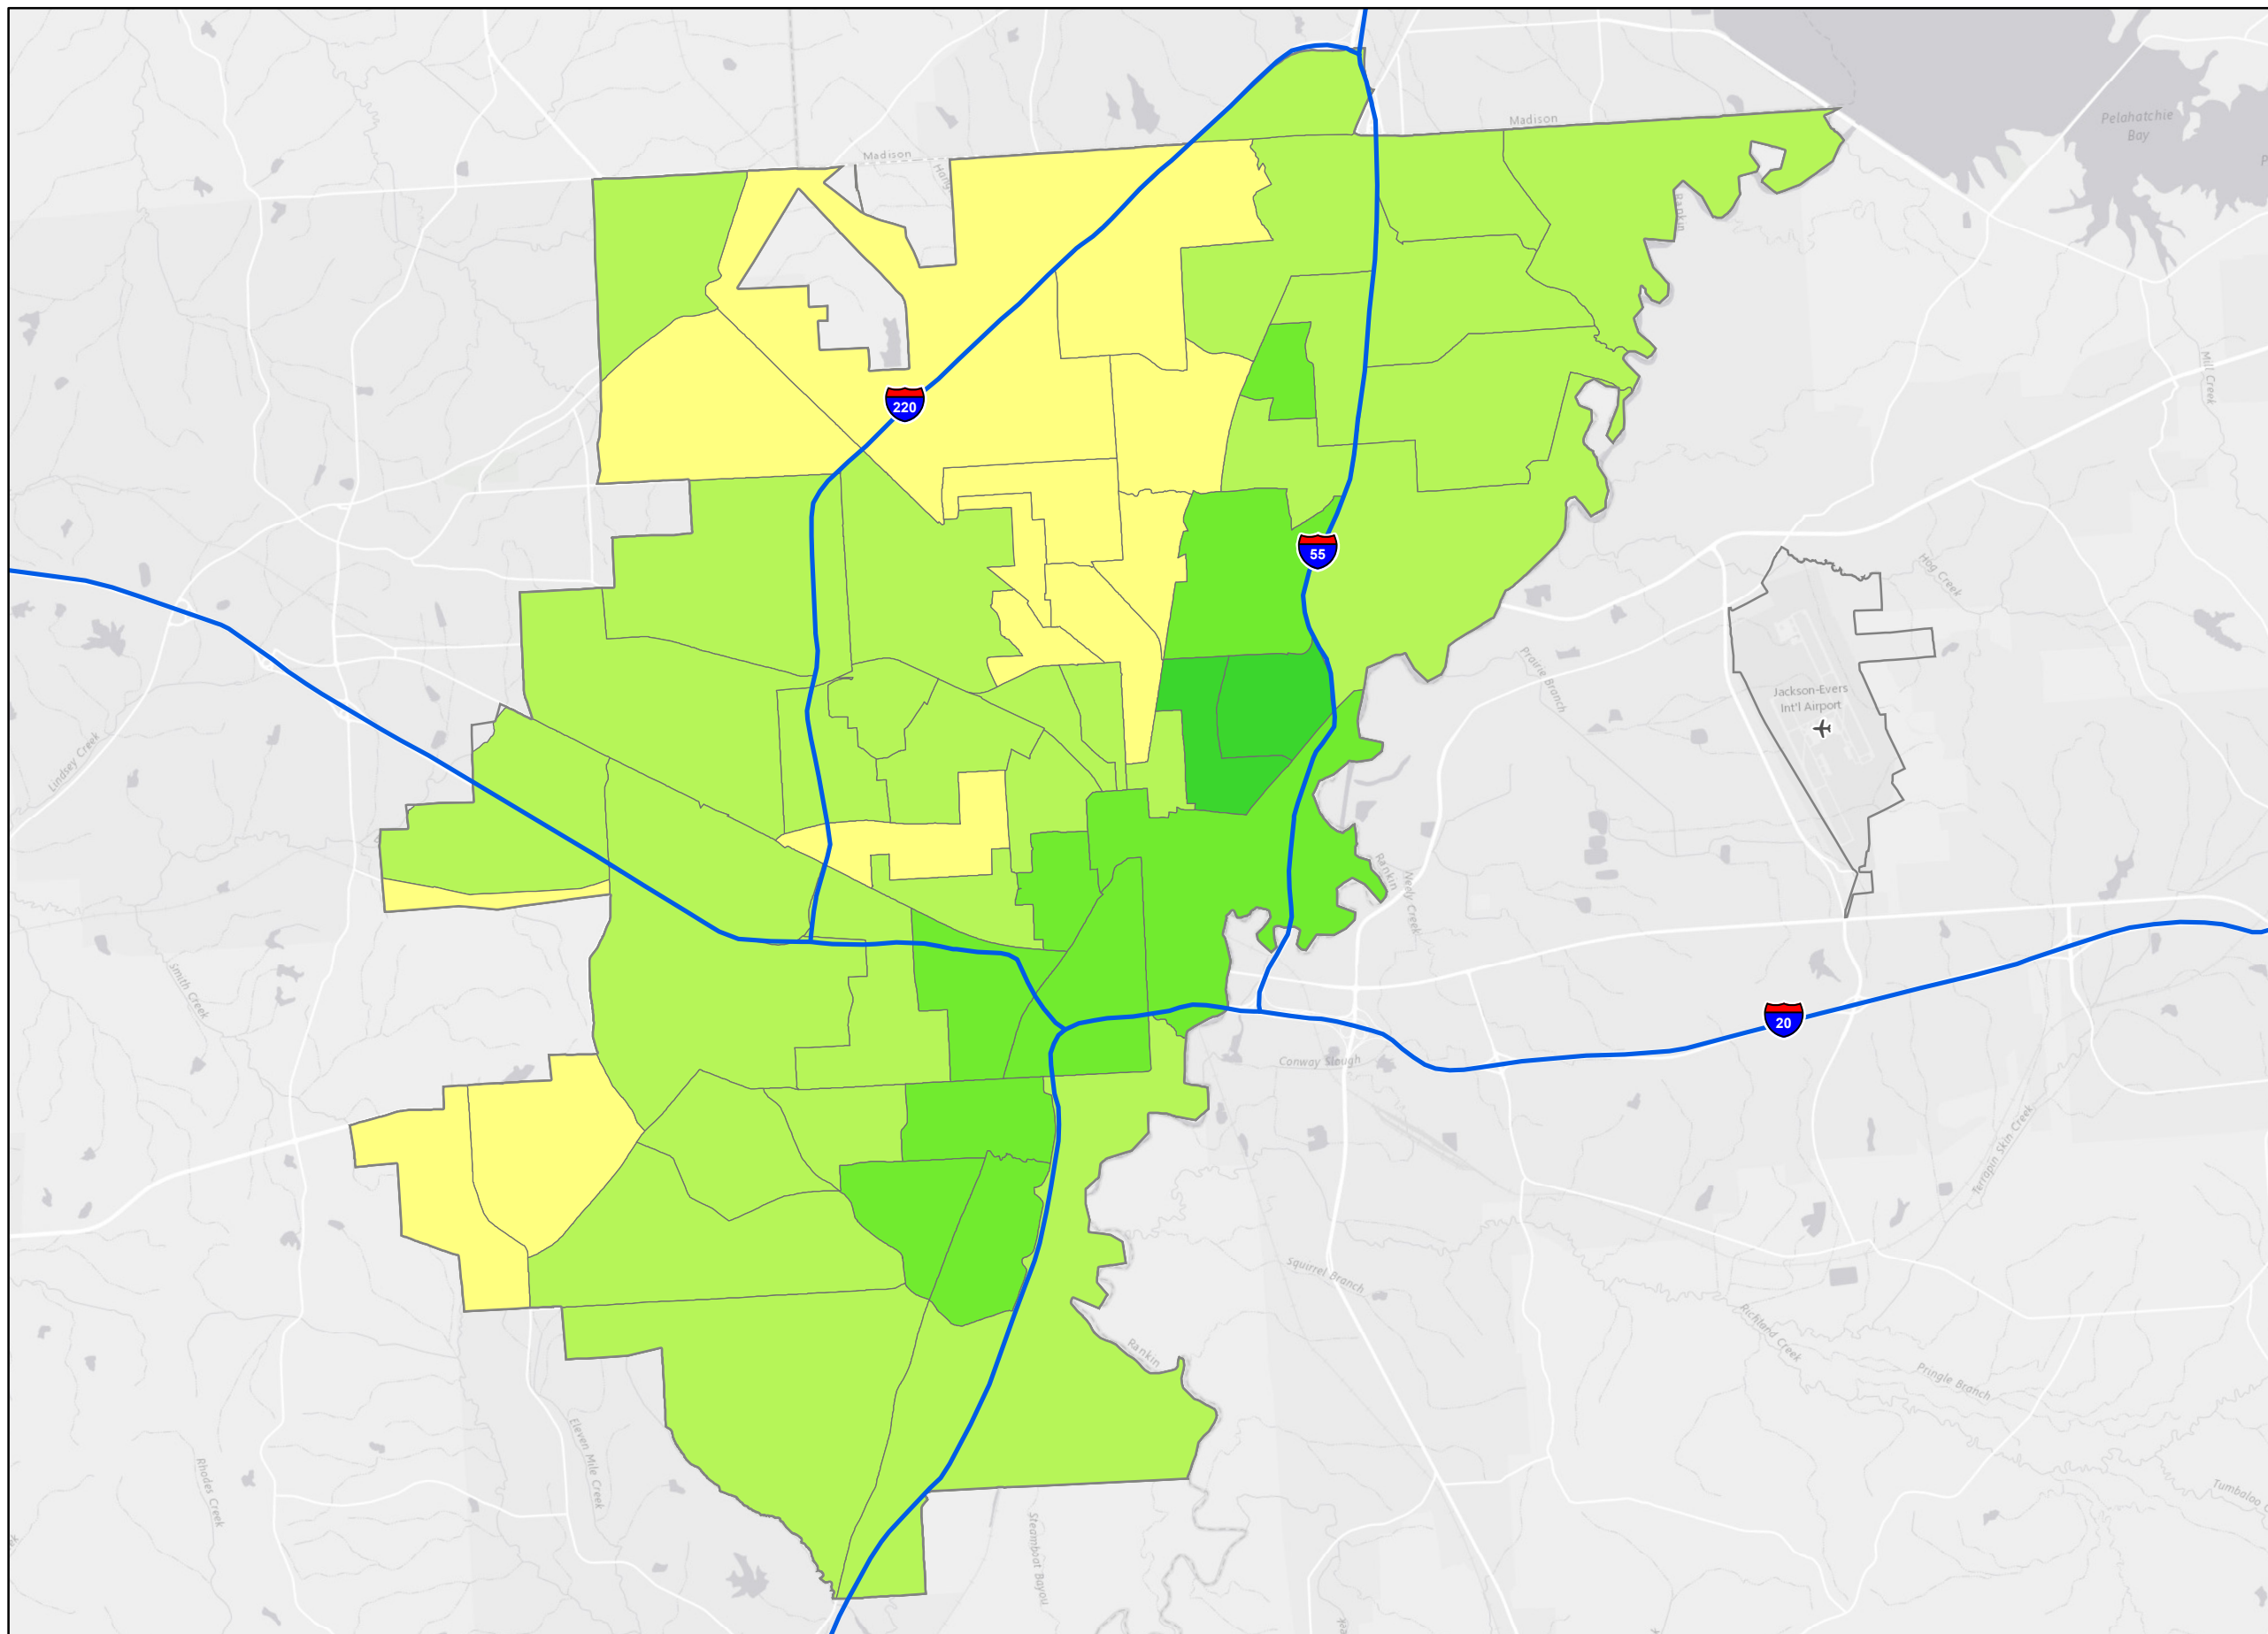 Madison
Madison
Pelahatchie
Bay
Rankin
Mill Creek
220
55
Hog Creek
Prairie Branch
Jackson-Evers
Int'l Airport
Lindsey Creek
Rankin
Neely Creek
Smith Creek
20
Conway Slough
Terrapin Skin Creek
Squirrel Branch
Richland Creek
Rankin
Pringle Branch
Eleven Mile Creek
Rhodes Creek
Steamboat Bayou
Tumbaloo